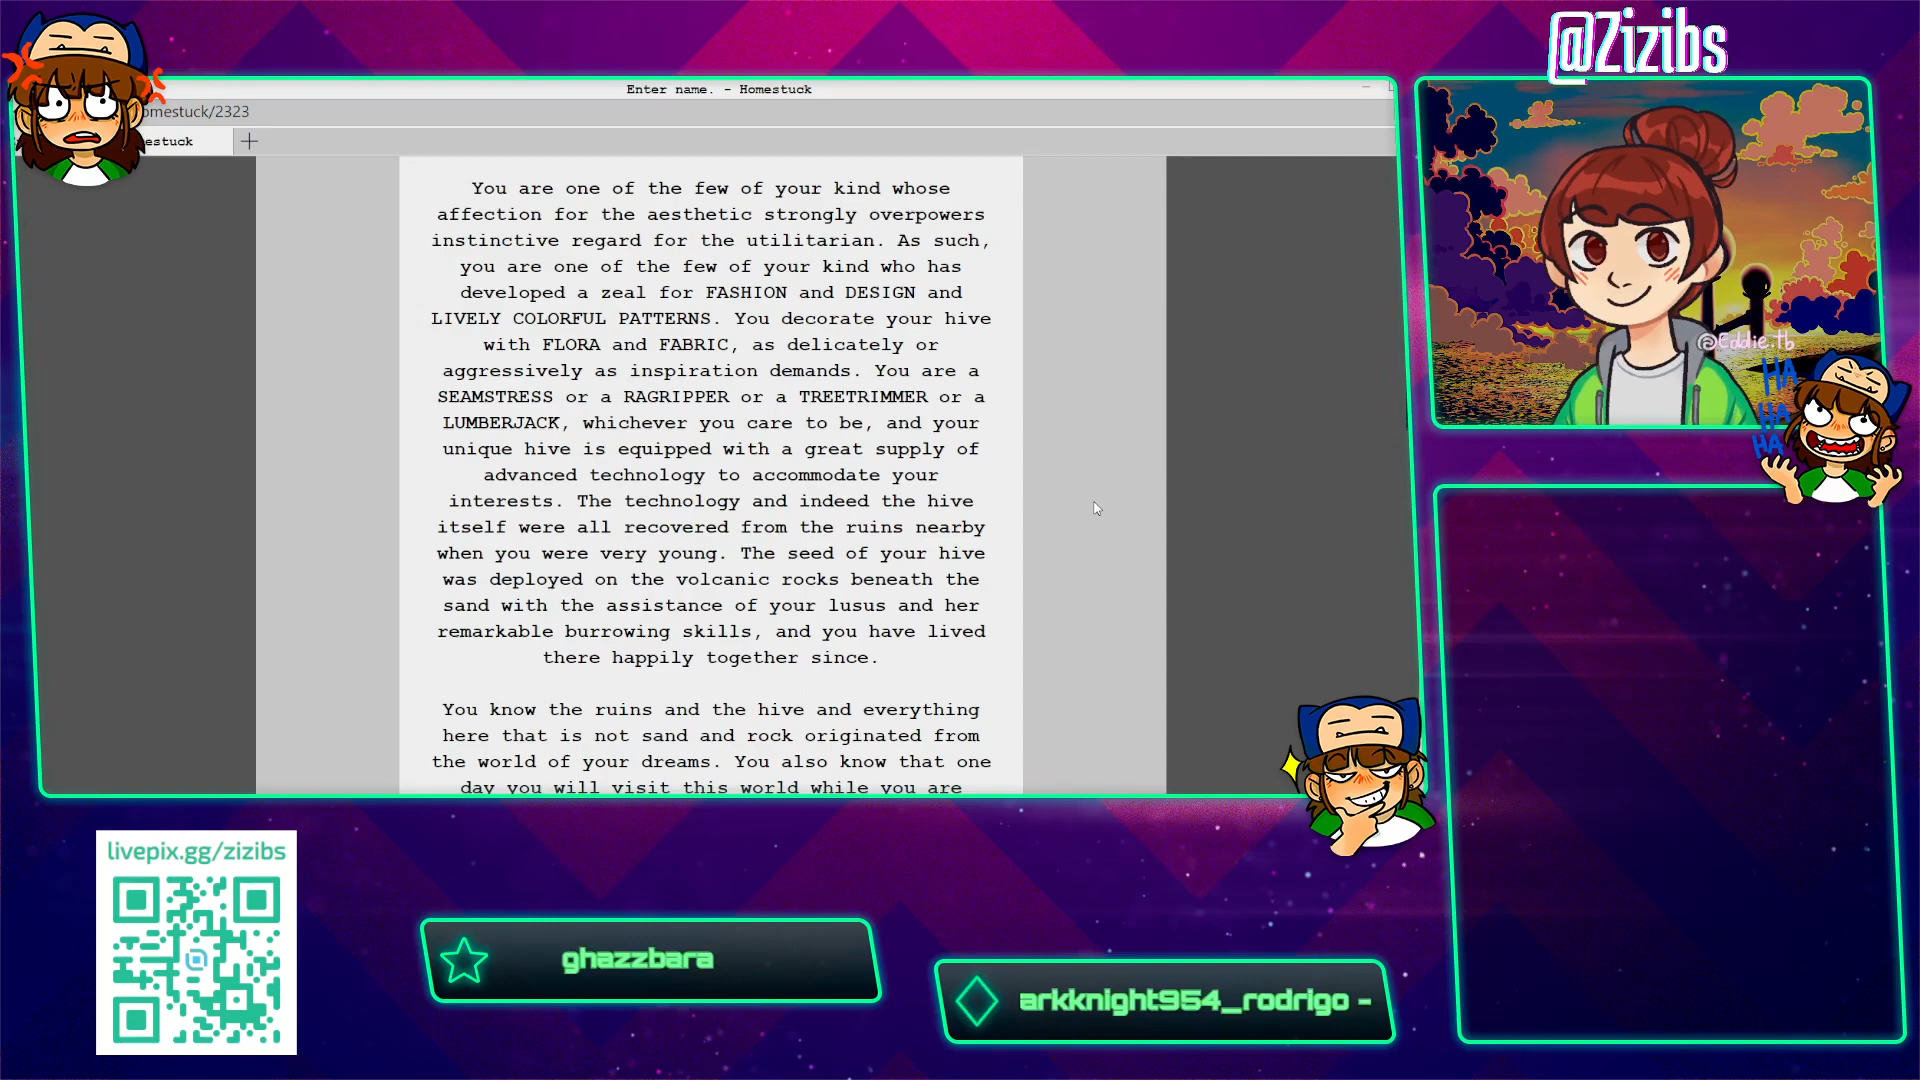 @Zizibs
Enter name. - Homestuck
omestuck/2323
estuck
You are one of the few of your kind whose
affection for the aesthetic strongly overpowers
instinctive regard for the utilitarian. As such,
you are one of the few of your kind who has
developed a zeal for FASHION and DESIGN and
LIVELY COLORFUL PATTERNS. You decorate your hive
with FLORA and FABRIC, as delicately or
aggressively as inspiration demands. You are a
SEAMSTRESS or a RAGRIPPER or a TREETRIMMER or a
LUMBERJACK, whichever you care to be, and your
unique hive is equipped with a great supply of
advanced technology to accommodate your
interests. The technology and indeed the hive
itself were all recovered from the ruins nearby
when you were very young. The seed of your hive
was deployed on the volcanic rocks beneath the
sand with the assistance of your lusus and her
remarkable burrowing skills, and you have lived
there happily together since.
You know the ruins and the hive and everything
here that is not sand and rock originated from
the world of your dreams. You also know that one
day you will visit this world while you are
@Eddie.tb
HA
HA
HA
livepix.gg/zizibs
ghazzbara
arkknight954_rodrigo -